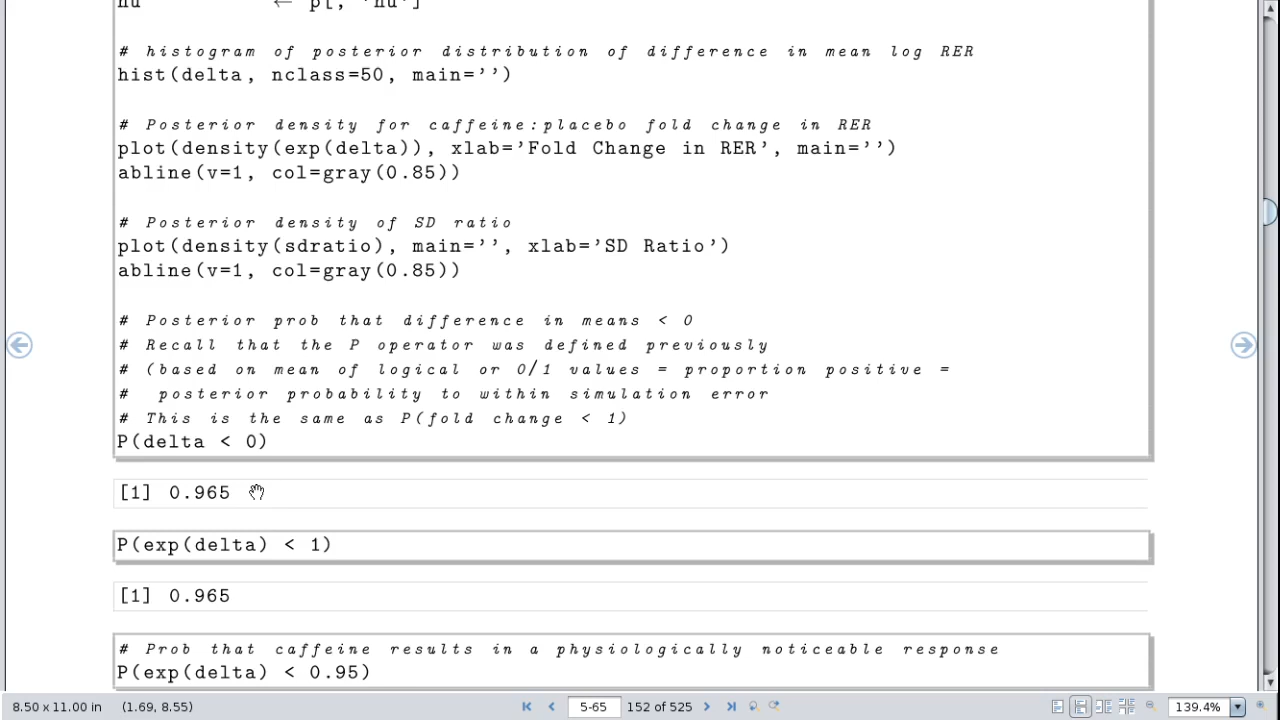 nu ← p[, 'nu']
# histogram of posterior distribution of difference in mean log RER
hist(delta, nclass=50, main='')
# Posterior density for caffeine:placebo fold change in RER
plot(density(exp(delta)), xlab='Fold Change in RER', main='')
abline(v=1, col=gray(0.85))
# Posterior density of SD ratio
plot(density(sdratio), main='', xlab='SD Ratio')
abline(v=1, col=gray(0.85))
# Posterior prob that difference in means < 0
# Recall that the P operator was defined previously
# (based on mean of logical or 0/1 values = proportion positive =
# posterior probability to within simulation error
# This is the same as P(fold change < 1)
P(delta < 0)
[1] 0.965
P(exp(delta) < 1)
[1] 0.965
# Prob that caffeine results in a physiologically noticeable response
P(exp(delta) < 0.95)
8.50 x 11.00 in (1.69, 8.55) 5-65 152 of 525 139.4%